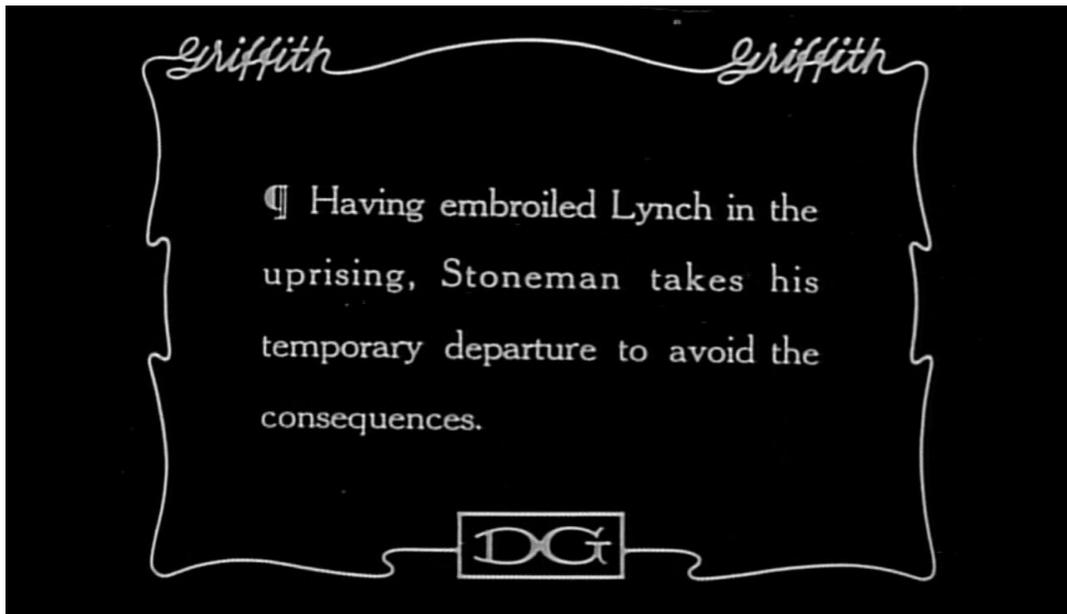 Griffith Griffith
¶ Having embroiled Lynch in the
uprising, Stoneman takes his
temporary departure to avoid the
consequences.
DG